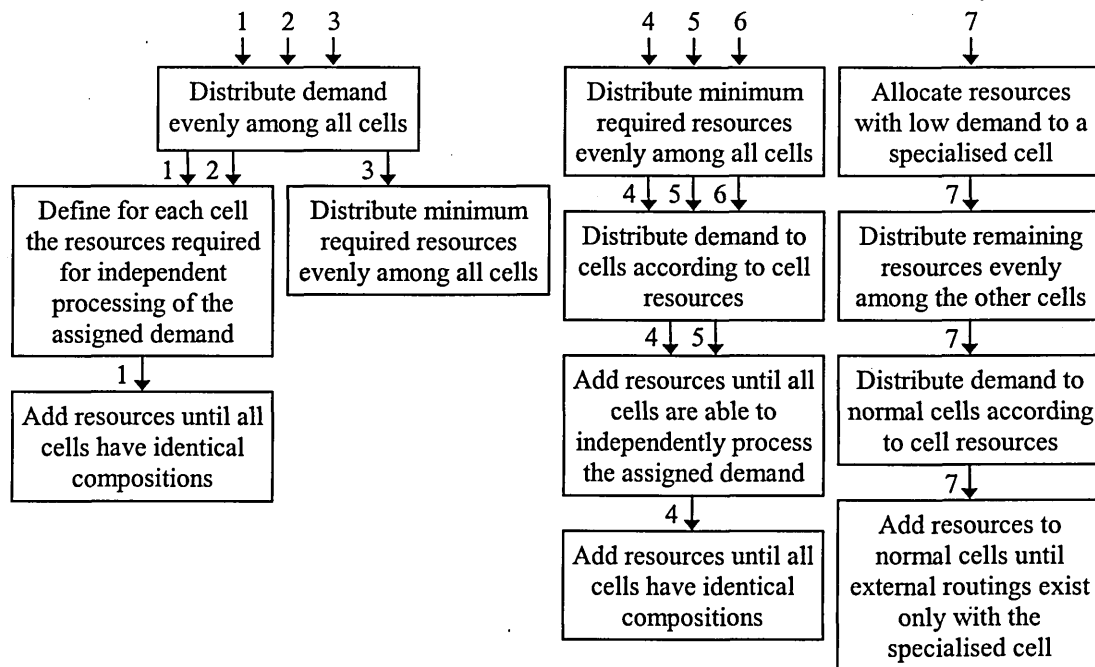 1 2 3
Distribute demand
evenly among all cells
1 2
3
Define for each cell
the resources required
for independent
processing of the
assigned demand
Distribute minimum
required resources
evenly among all cells
1
Add resources until all
cells have identical
compositions
4 5 6
Distribute minimum
required resources
evenly among all cells
4 5 6
Distribute demand to
cells according to cell
resources
4 5
Add resources until all
cells are able to
independently process
the assigned demand
4
Add resources until all
cells have identical
compositions
7
Allocate resources
with low demand to a
specialised cell
7
Distribute remaining
resources evenly
among the other cells
7
Distribute demand to
normal cells according
to cell resources
7
Add resources to
normal cells until
external routings exist
only with the
specialised cell